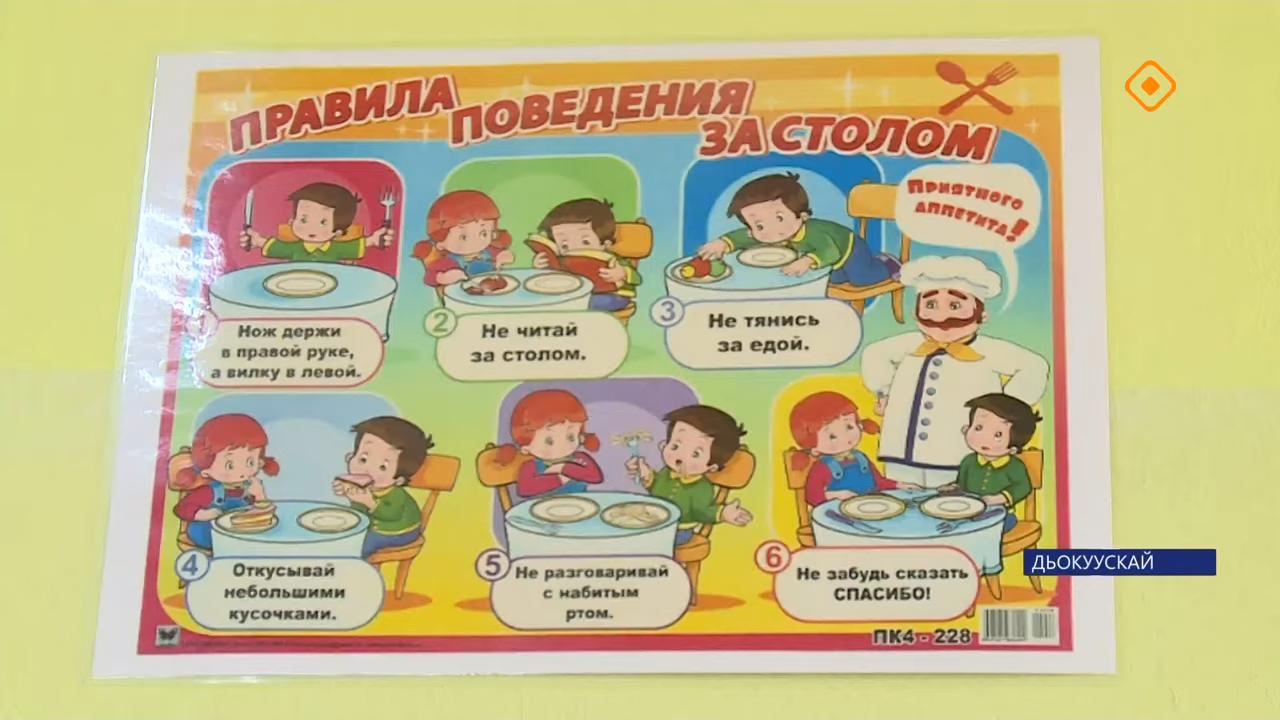 ПРАВИЛА ПОВЕДЕНИЯ
ЗА СТОЛОМ
ПРИЯТНОГО
АППЕТИТА!
Нож держи
в правой руке,
а вилку в левой.
2
Не читай
за столом.
3
Не тянись
за едой.
4
Откусывай
небольшими
кусочками.
5
Не разговаривай
с набитым
ртом.
6
Не забудь сказать
СПАСИБО!
ДЬОКУУСКАЙ
ПК4 - 228